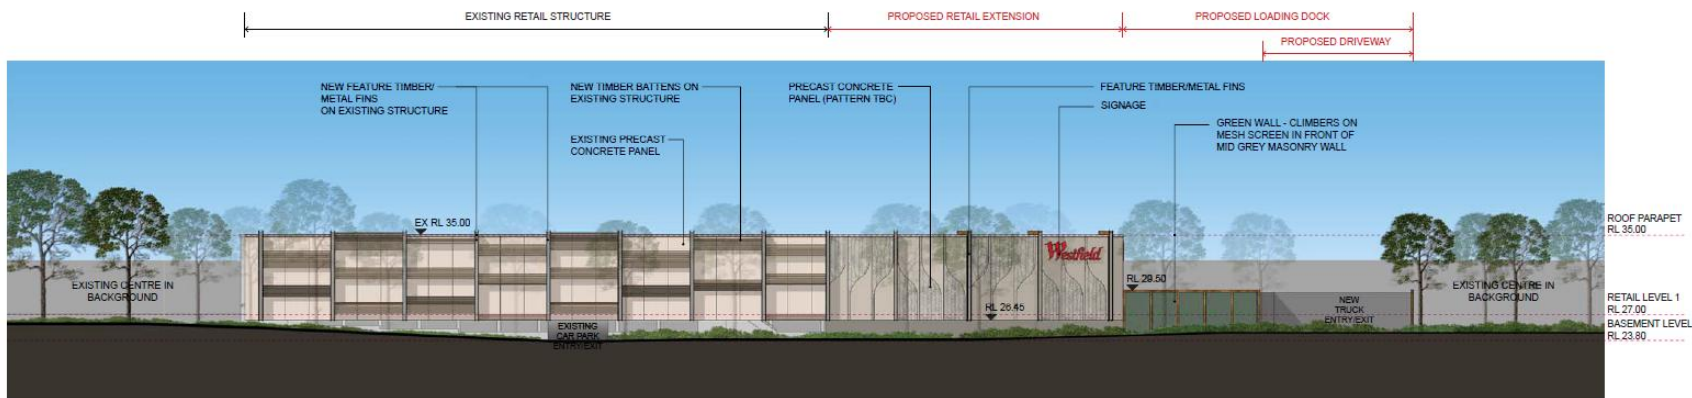 EXISTING RETAIL STRUCTURE
PROPOSED RETAIL EXTENSION
PROPOSED LOADING DOCK
PROPOSED DRIVEWAY
NEW FEATURE TIMBER/
METAL FINS
ON EXISTING STRUCTURE
NEW TIMBER BATTENS ON
EXISTING STRUCTURE
PRECAST CONCRETE
PANEL (PATTERN TBC)
FEATURE TIMBER/METAL FINS
SIGNAGE
GREEN WALL - CLIMBERS ON
MESH SCREEN IN FRONT OF
MID GREY MASONRY WALL
EXISTING PRECAST
CONCRETE PANEL
EX RL 35.00
ROOF PARAPET
RL 35.00
Westfield
EXISTING CENTRE IN
BACKGROUND
RL 29.50
EXISTING CENTRE IN
BACKGROUND
RL 26.45
NEW
TRUCK
ENTRY/EXIT
RETAIL LEVEL 1
RL 27.00
EXISTING
CAR PARK
ENTRY/EXIT
BASEMENT LEVEL
RL 23.80